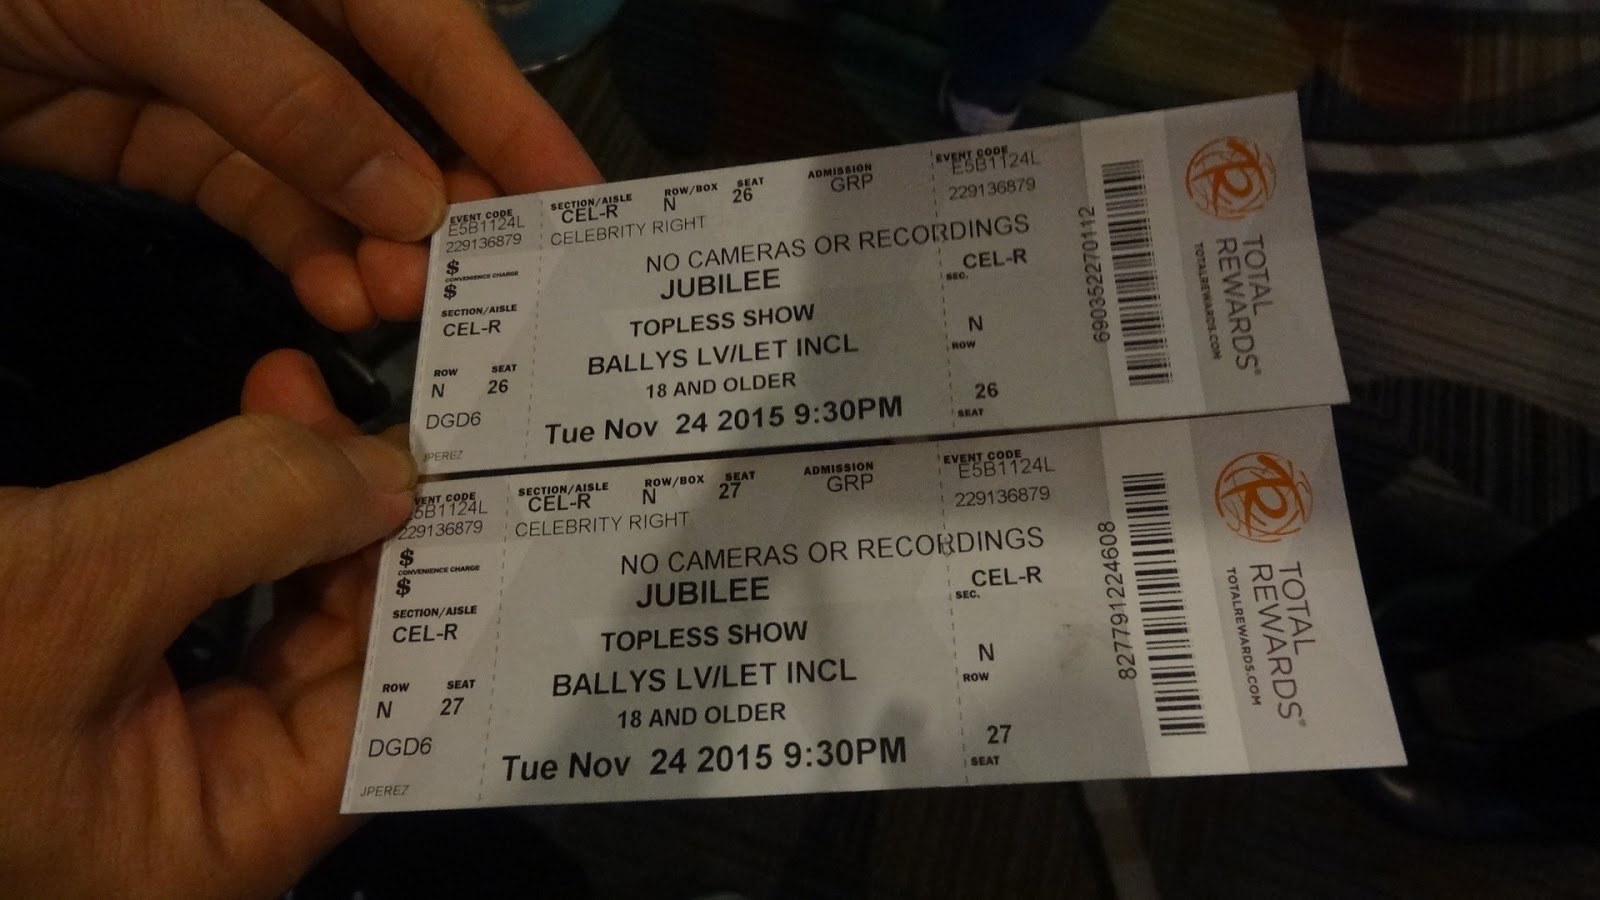 EVENT CODE
E5B1124L
229136879
$
CONVENIENCE CHARGE
$
SECTION/AISLE
CEL-R
ROW SEAT
N 26
DGD6
JPEREZ
SECTION/AISLE ROW/BOX SEAT ADMISSION
CEL-R N 26 GRP
CELEBRITY RIGHT
NO CAMERAS OR RECORDINGS
JUBILEE
TOPLESS SHOW
BALLYS LV/LET INCL
18 AND OLDER
Tue Nov 24 2015 9:30PM
EVENT CODE
E5B1124L
229136879
CEL-R
SEC.
N
ROW
26
SEAT
690352270112
TOTAL
REWARDS®
TOTALREWARDS.COM
VENT CODE
E5B1124L
229136879
$
CONVENIENCE CHARGE
$
SECTION/AISLE
CEL-R
ROW SEAT
N 27
DGD6
JPEREZ
SECTION/AISLE ROW/BOX SEAT ADMISSION
CEL-R N 27 GRP
CELEBRITY RIGHT
NO CAMERAS OR RECORDINGS
JUBILEE
TOPLESS SHOW
BALLYS LV/LET INCL
18 AND OLDER
Tue Nov 24 2015 9:30PM
EVENT CODE
E5B1124L
229136879
CEL-R
SEC.
N
ROW
27
SEAT
827791224608
TOTAL
REWARDS®
TOTALREWARDS.COM